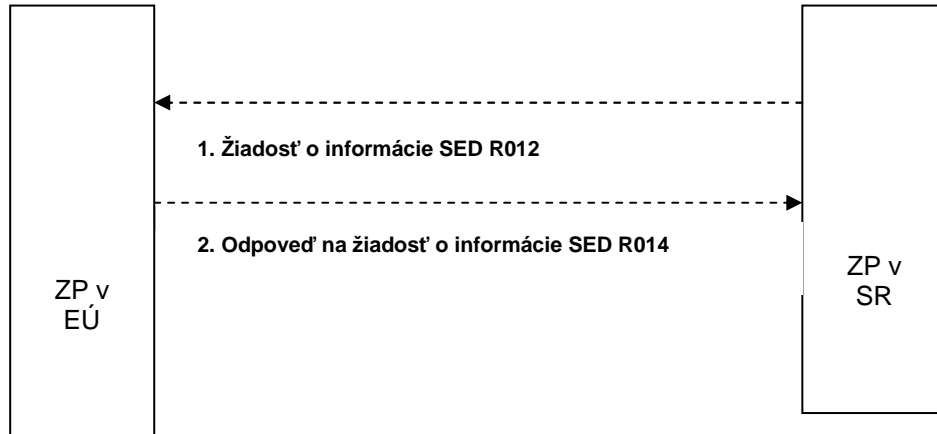 1. Žiadosť o informácie SED R012
2. Odpoveď na žiadosť o informácie SED R014
ZP v
EÚ
ZP v
SR